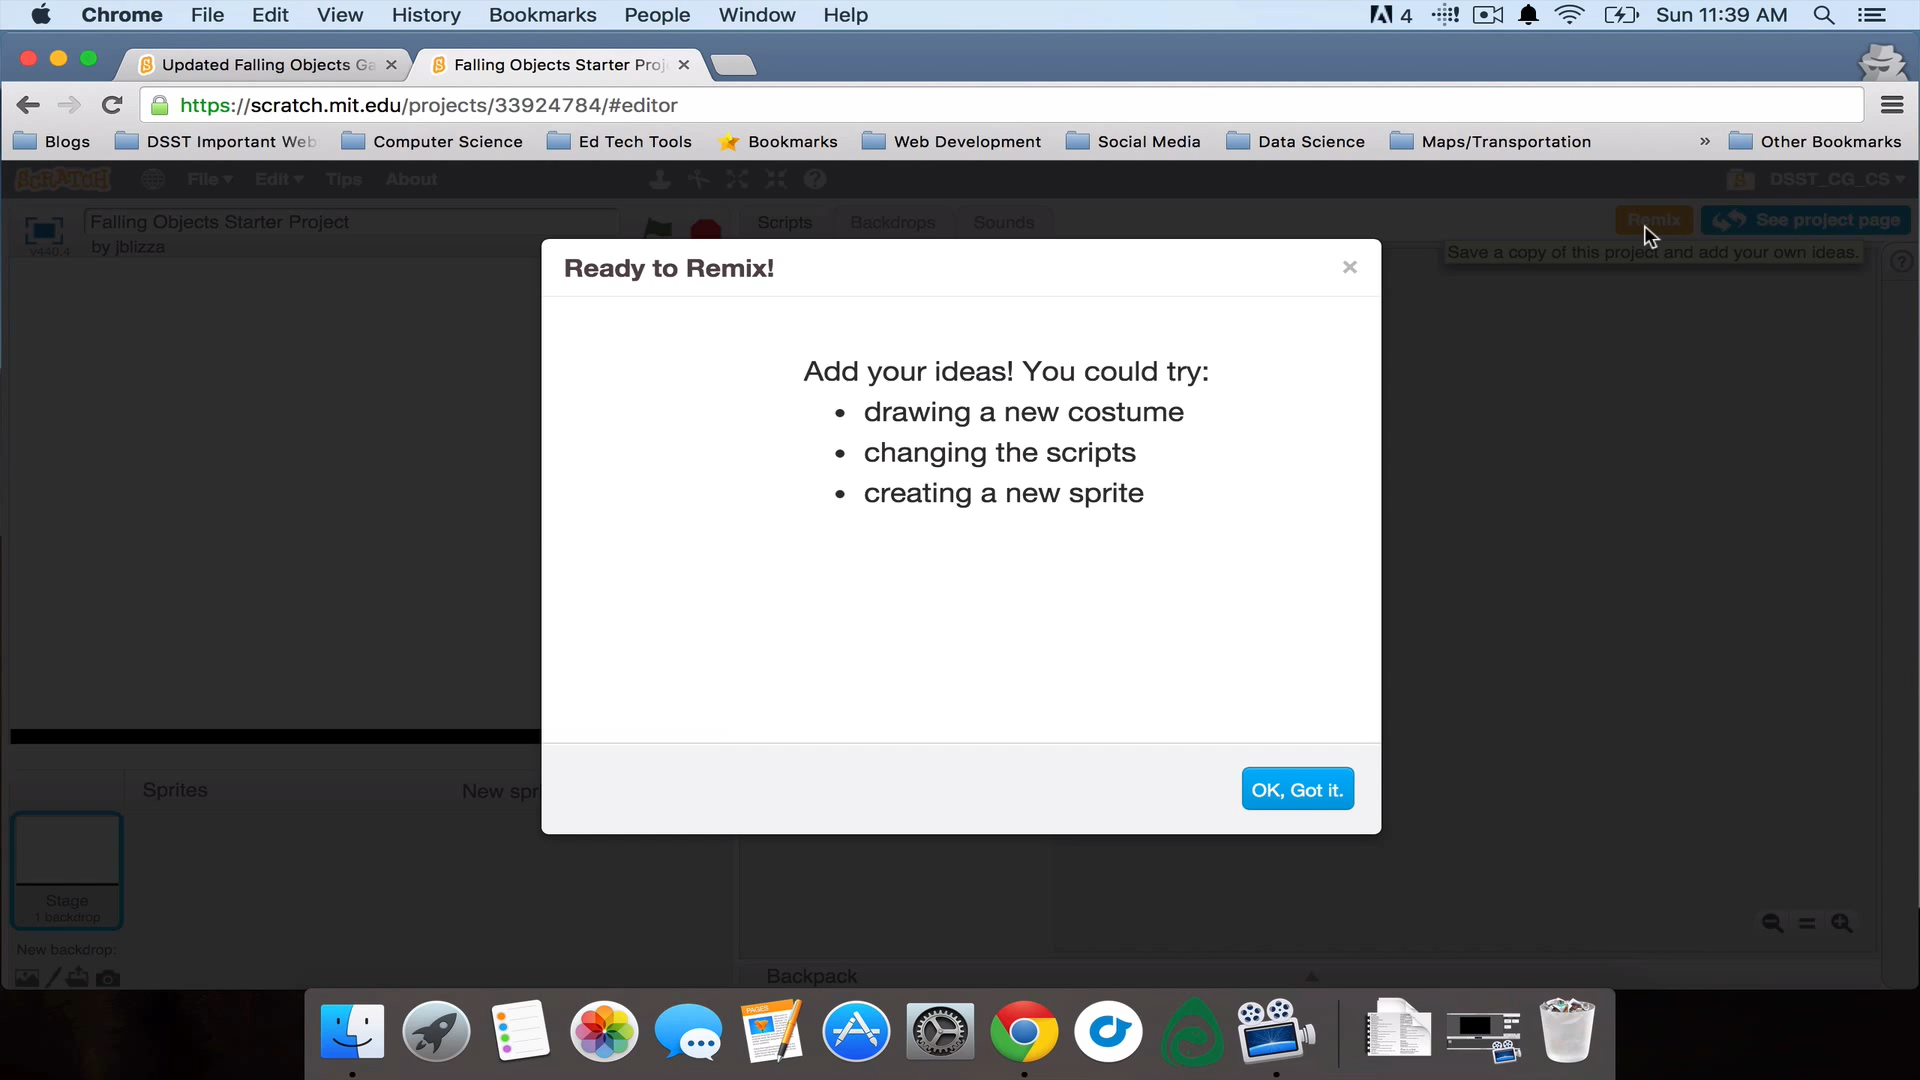 Chrome File Edit View History Bookmarks People Window Help 4 Sun 11:39 AM
Updated Falling Objects Ga Falling Objects Starter Proj
https://scratch.mit.edu/projects/33924784/#editor
Blogs DSST Important Web Computer Science Ed Tech Tools Bookmarks Web Development Social Media Data Science Maps/Transportation » Other Bookmarks
SCRATCH File Edit Tips About DSST_CG_CS
Falling Objects Starter Project Scripts Backdrops Sounds Remix See project page
v440.4 by jblizza Save a copy of this project and add your own ideas.
Ready to Remix!
Add your ideas! You could try:
• drawing a new costume
• changing the scripts
• creating a new sprite
OK, Got it.
Sprites New spr
Stage
1 backdrop
New backdrop:
Backpack
PAGES